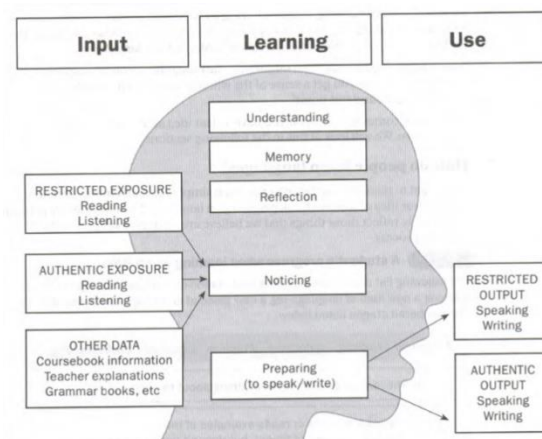 Input
Learning
Use
Understanding
Memory
Reflection
RESTRICTED EXPOSURE
Reading
Listening
AUTHENTIC EXPOSURE
Reading
Listening
Noticing
OTHER DATA
Coursebook information
Teacher explanations
Grammar books, etc
Preparing
(to speak/write)
RESTRICTED
OUTPUT
Speaking
Writing
AUTHENTIC
OUTPUT
Speaking
Writing